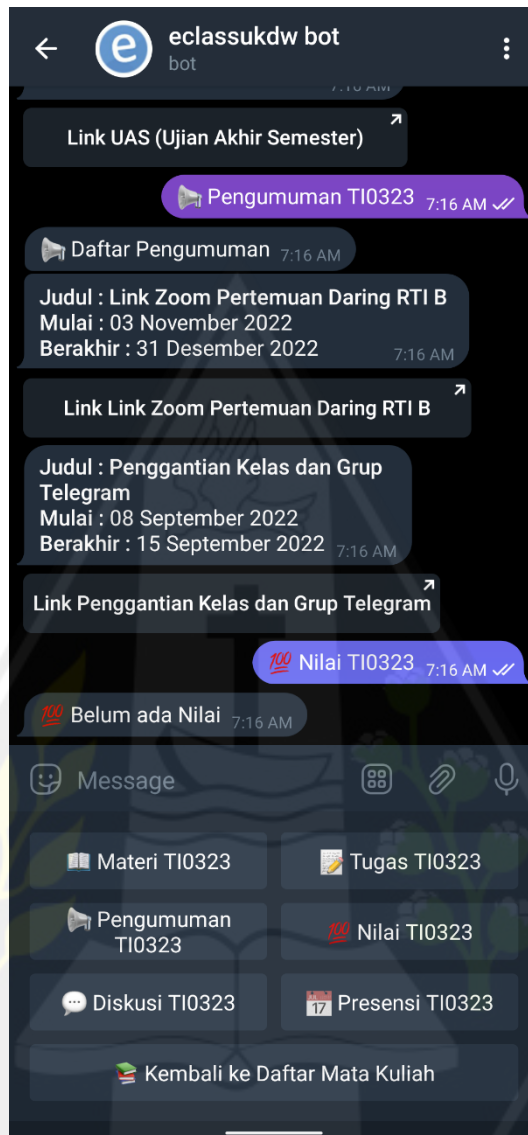 eclassukdw bot
bot
7:16 AM
Link UAS (Ujian Akhir Semester)
Pengumuman TI0323 7:16 AM
Daftar Pengumuman 7:16 AM
Judul : Link Zoom Pertemuan Daring RTI B
Mulai : 03 November 2022
Berakhir : 31 Desember 2022 7:16 AM
Link Link Zoom Pertemuan Daring RTI B
Judul : Penggantian Kelas dan Grup
Telegram
Mulai : 08 September 2022
Berakhir : 15 September 2022 7:16 AM
Link Penggantian Kelas dan Grup Telegram
💯 Nilai TI0323 7:16 AM
💯 Belum ada Nilai 7:16 AM
Message
Materi TI0323
Tugas TI0323
Pengumuman
TI0323
💯 Nilai TI0323
Diskusi TI0323
17 Presensi TI0323
Kembali ke Daftar Mata Kuliah